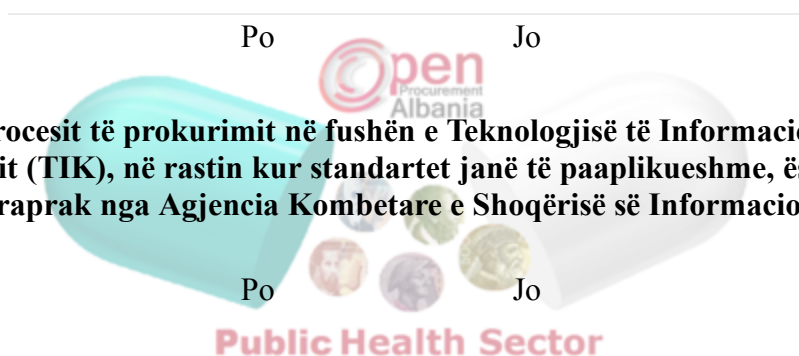 Po Jo
Open
Procurement
Albania
rocesit të prokurimit në fushën e Teknologjisë të Informacio
it (TIK), në rastin kur standartet janë të paaplikueshme, ës
raprak nga Agjencia Kombetare e Shoqërisë së Informacio
Po Jo
Public Health Sector